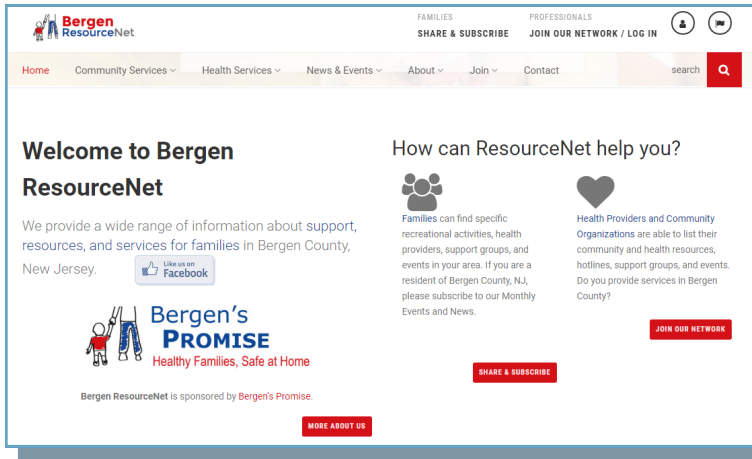 Bergen
ResourceNet
FAMILIES
SHARE & SUBSCRIBE
PROFESSIONALS
JOIN OUR NETWORK / LOG IN
Home
Community Services
Health Services
News & Events
About
Join
Contact
search
Welcome to Bergen
ResourceNet
We provide a wide range of information about support,
resources, and services for families in Bergen County,
New Jersey.
Like us on
Facebook
Bergen's
PROMISE
Healthy Families, Safe at Home
Bergen ResourceNet is sponsored by Bergen's Promise.
MORE ABOUT US
How can ResourceNet help you?
Families can find specific
recreational activities, health
providers, support groups, and
events in your area. If you are a
resident of Bergen County, NJ,
please subscribe to our Monthly
Events and News.
SHARE & SUBSCRIBE
Health Providers and Community
Organizations are able to list their
community and health resources,
hotlines, support groups, and events.
Do you provide services in Bergen
County?
JOIN OUR NETWORK